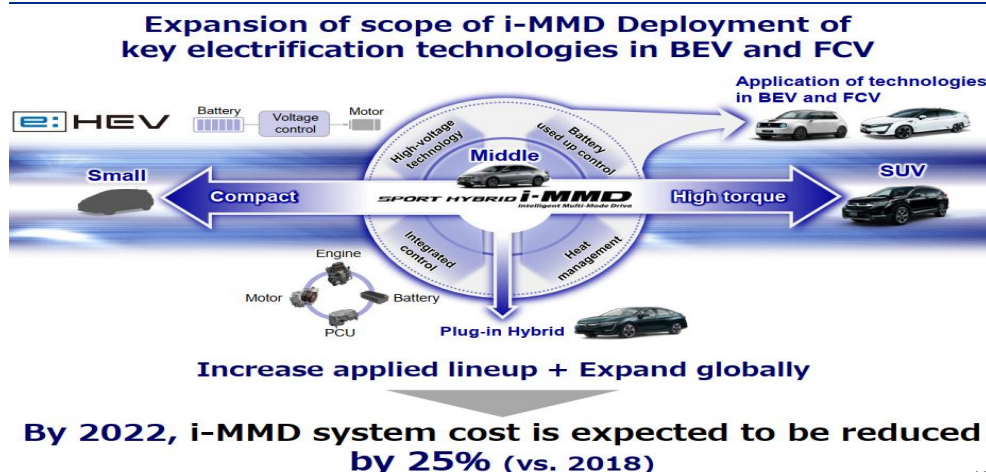 Expansion of scope of i-MMD Deployment of
key electrification technologies in BEV and FCV
Application of technologies
in BEV and FCV
e:HEV
Battery
Voltage
control
Motor
High-voltage
technology
Battery
used up control
Middle
Small
Compact
SPORT HYBRID i-MMD
Intelligent Multi-Mode Drive
High torque
SUV
Integrated
control
Heat
management
Engine
Motor
Battery
PCU
Plug-in Hybrid
Increase applied lineup + Expand globally
By 2022, i-MMD system cost is expected to be reduced
by 25% (vs. 2018)